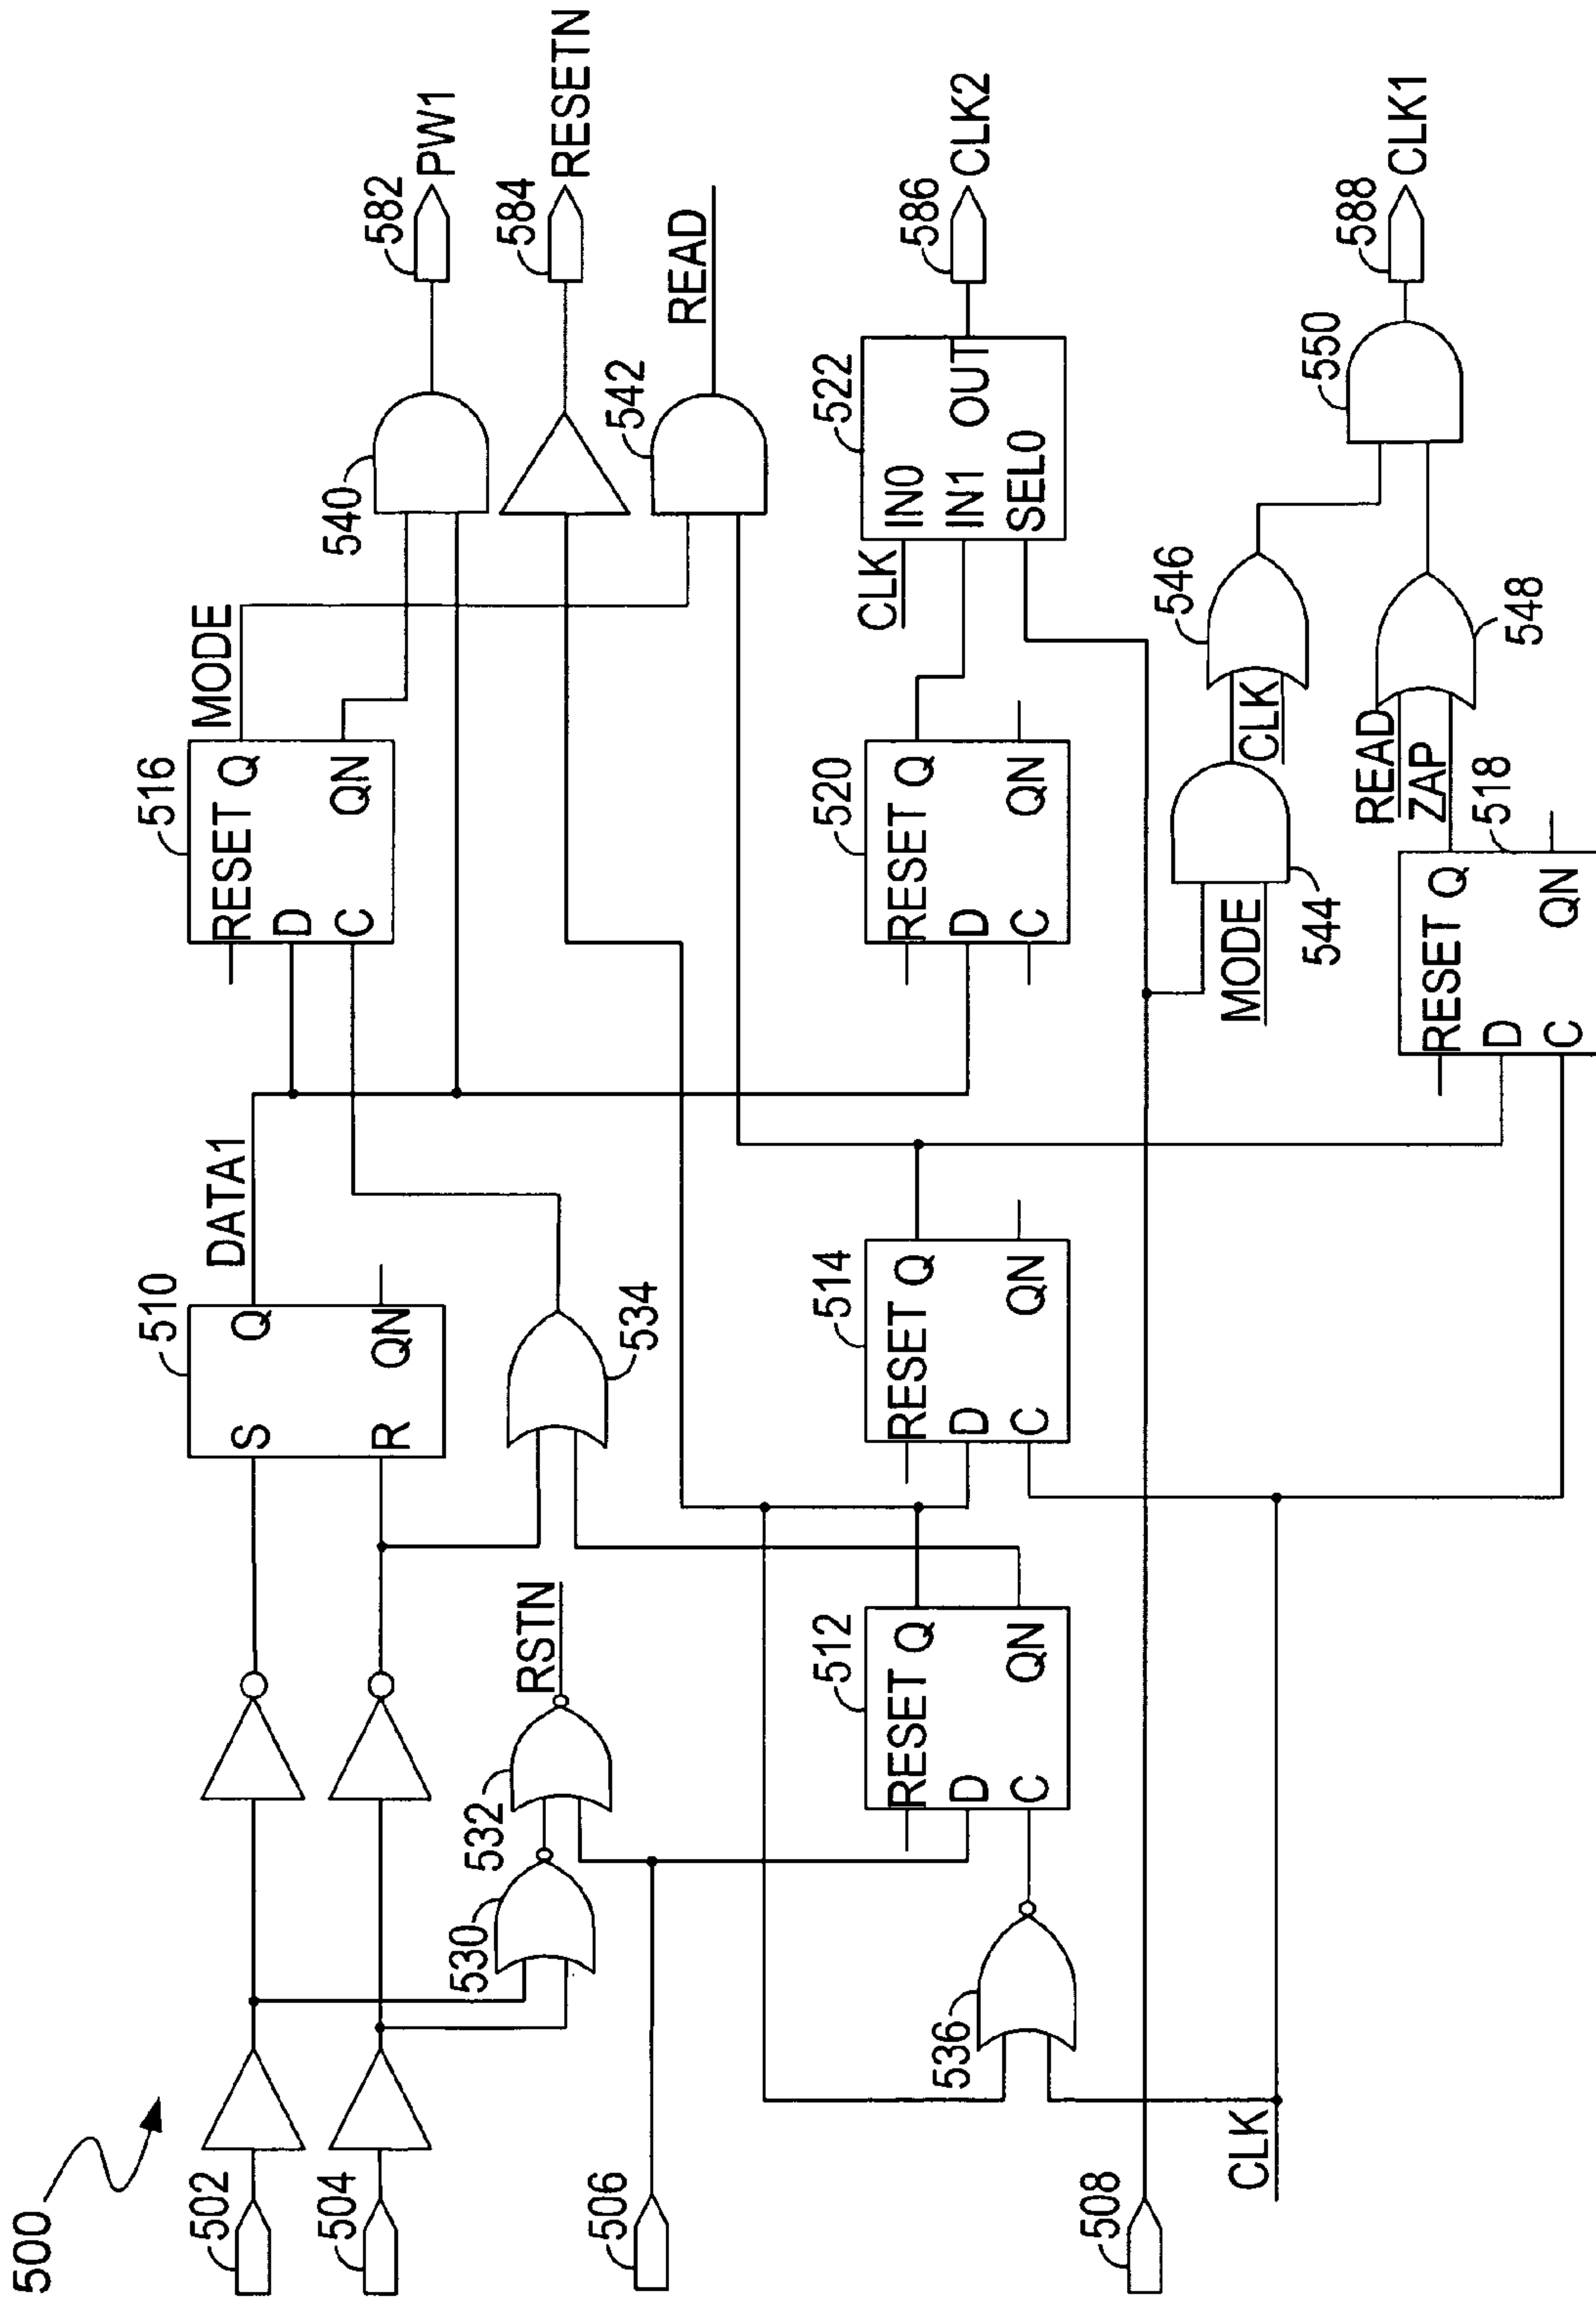 500
502
504
506
508
510
S
Q
R
QN
DATA1
530
532
RSTN
534
536
CLK
512
RESET Q
D
QN
C
514
RESET Q
D
QN
C
516
RESET Q
D
QN
C
MODE
520
RESET Q
D
QN
C
518
RESET Q
D
QN
C
540
542
READ
522
CLK
IN0
IN1
OUT
SEL0
MODE
544
546
CLK
READ
ZAP
548
550
582
PW1
584
RESETN
586
CLK2
588
CLK1